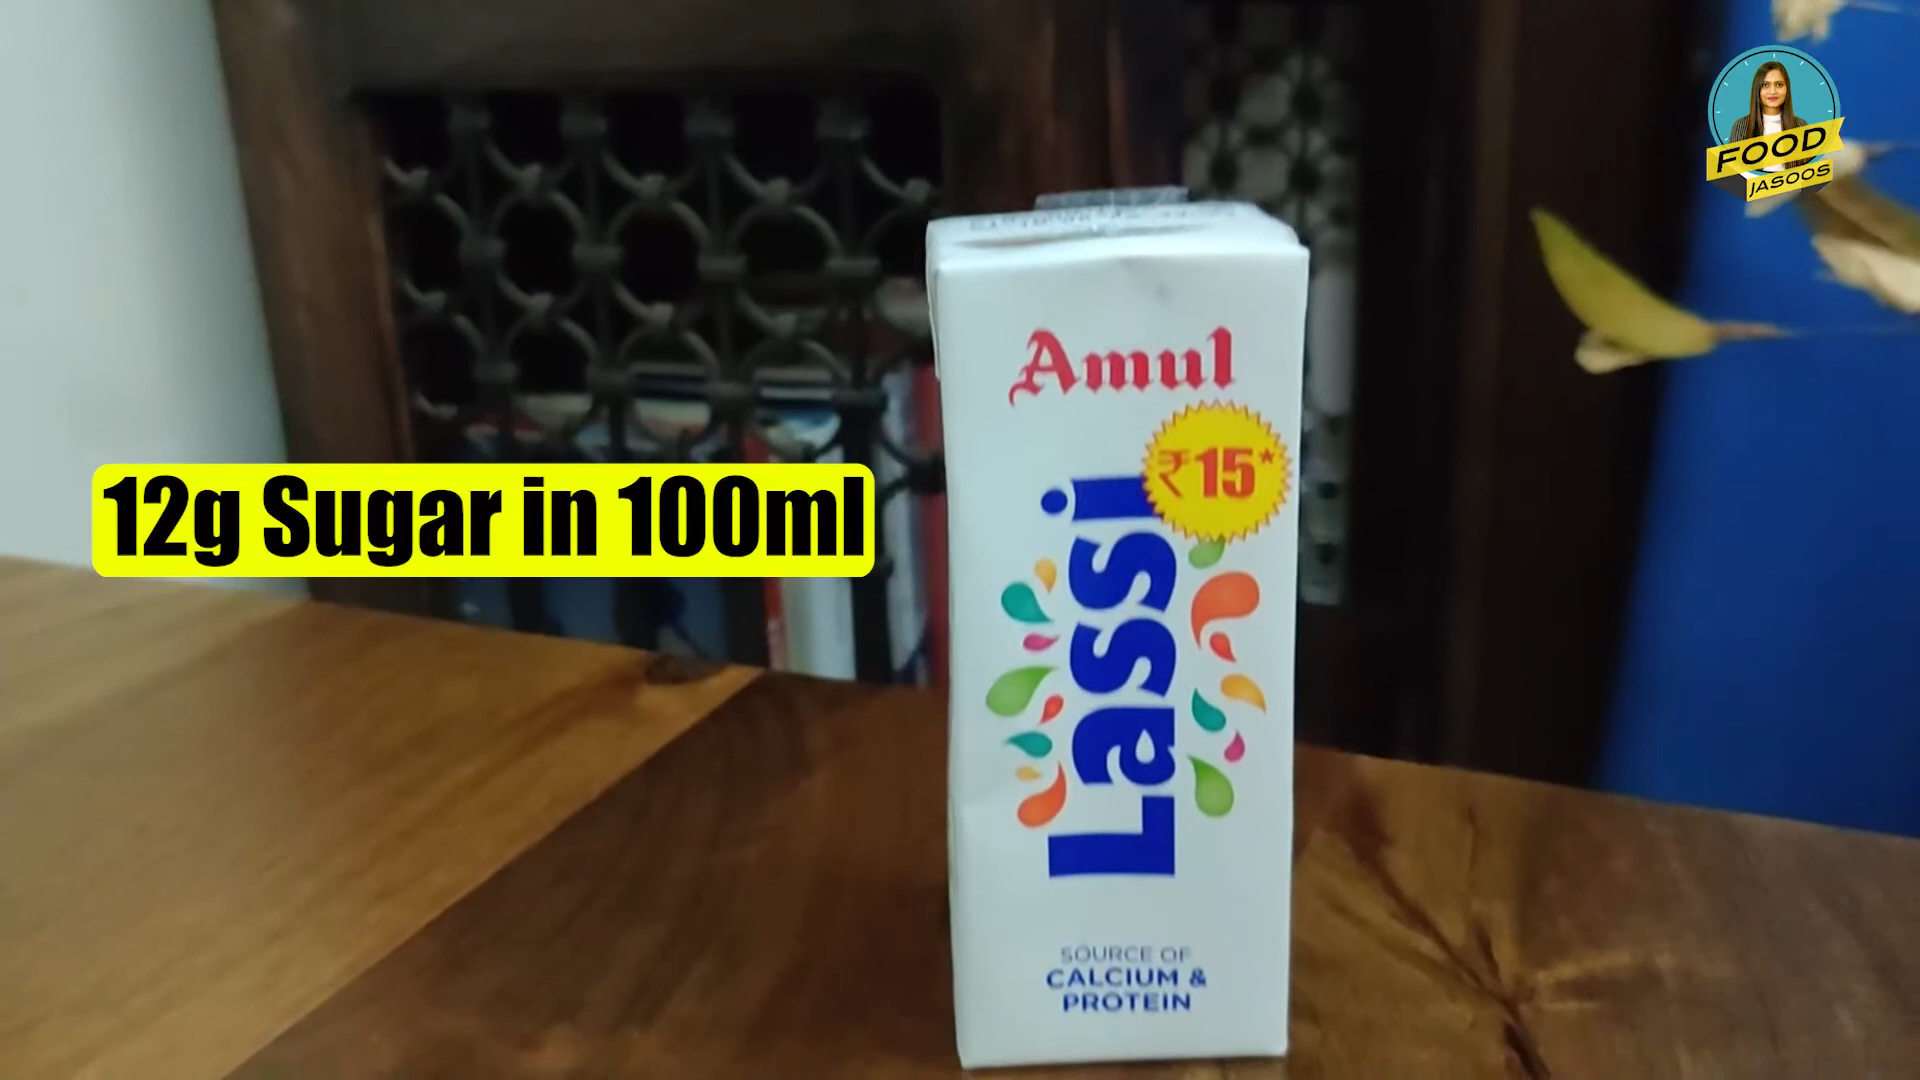 FOOD
JASOOS
Amul
₹15*
Lassi
12g Sugar in 100ml
SOURCE OF
CALCIUM &
PROTEIN